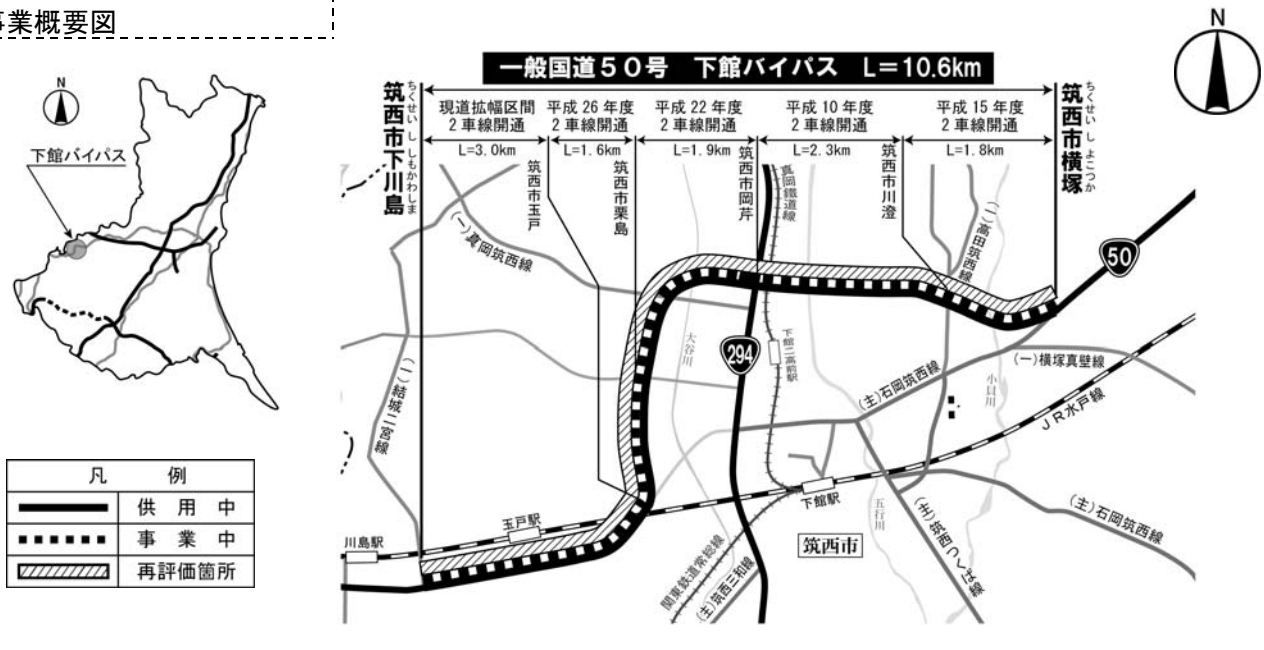 事業概要図
N
下館バイパス
凡 例
供 用 中
事 業 中
再評価箇所
N
一般国道50号 下館バイパス L=10.6km
筑西市下川島
ちくせい し しもかわしま
現道拡幅区間
2車線開通
L=3.0km
平成26年度
2車線開通
L=1.6km
平成22年度
2車線開通
L=1.9km
平成10年度
2車線開通
L=2.3km
平成15年度
2車線開通
L=1.8km
筑西市横塚
ちくせい し よこつか
筑西市玉戸
筑西市栗島
筑西市岡芹
筑西市川澄
(一)真岡筑西線
真岡鐵道線
(一)高田筑西線
50
大谷川
294
下館二高前駅
(一)結城二宮線
(主)石岡筑西線
(一)横塚真壁線
小貝川
JR水戸線
川島駅
玉戸駅
下館駅
五行川
筑西市
関東鉄道常総線
(主)筑西三和線
(主)筑西つくば線
(主)石岡筑西線